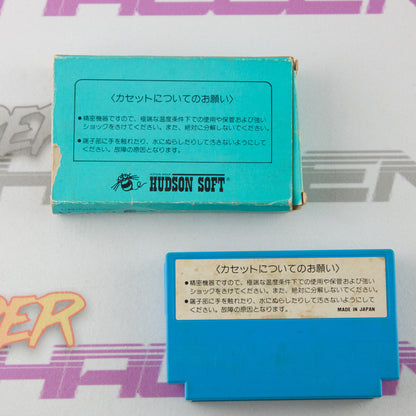 〈カセットについてのお願い〉
●精密機器ですので、極端な温度条件下での使用や保管および強い
ショックをさけてください。また、絶対に分解しないでください。
●端子部に手を触れたり、水にぬらしたりして汚さないようにして
ください。故障の原因となります。
HUDSON SOFT®
〈カセットについてのお願い〉
●精密機器ですので、極端な温度条件下での使用や保管および強い
ショックをさけてください。また、絶対に分解しないでください。
●端子部に手を触れたり、水にぬらしたりして汚さないようにして
ください。故障の原因となります。
MADE IN JAPAN